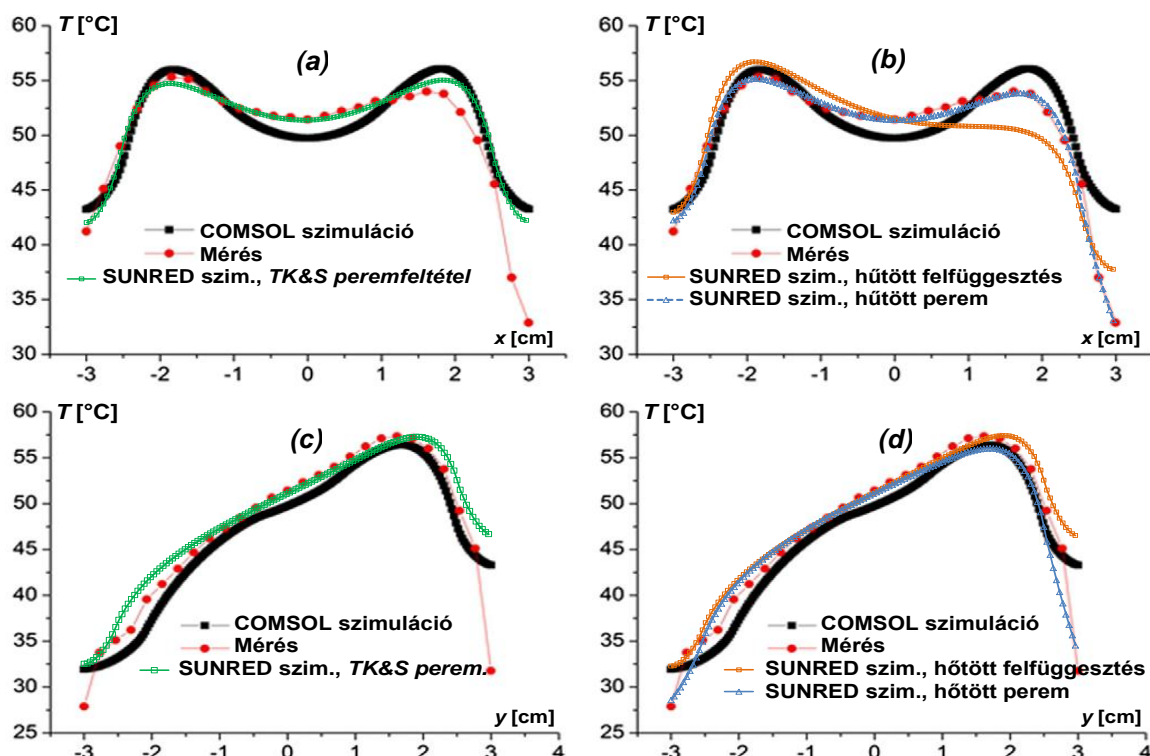 T [°C]
(a)
60
55
50
45
40
35
30
COMSOL szimuláció
Mérés
SUNRED szim., TK&S peremfeltétel
x [cm]
-3 -2 -1 0 1 2 3
T [°C]
(b)
60
55
50
45
40
35
30
COMSOL szimuláció
Mérés
SUNRED szim., hűtött felfüggesztés
SUNRED szim., hűtött perem
x [cm]
-3 -2 -1 0 1 2 3
T [°C]
(c)
60
55
50
45
40
35
30
25
COMSOL szimuláció
Mérés
SUNRED szim., TK&S perem.
y [cm]
-3 -2 -1 0 1 2 3 4
T [°C]
(d)
60
55
50
45
40
35
30
25
COMSOL szimuláció
Mérés
SUNRED szim., hőtött felfüggesztés
SUNRED szim., hőtött perem
y [cm]
-3 -2 -1 0 1 2 3 4